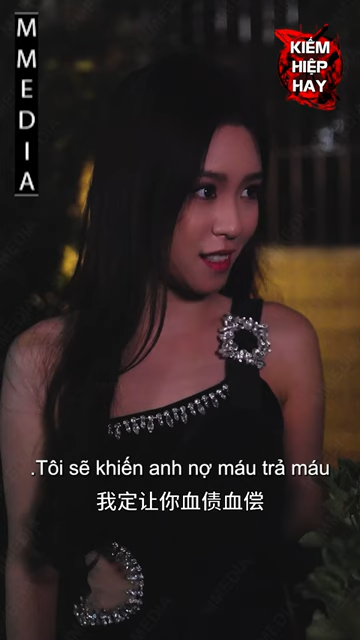 MMEDIA
KIẾM
HIỆP
HAY
.Tôi sẽ khiến anh nợ máu trả máu
我定让你血债血偿